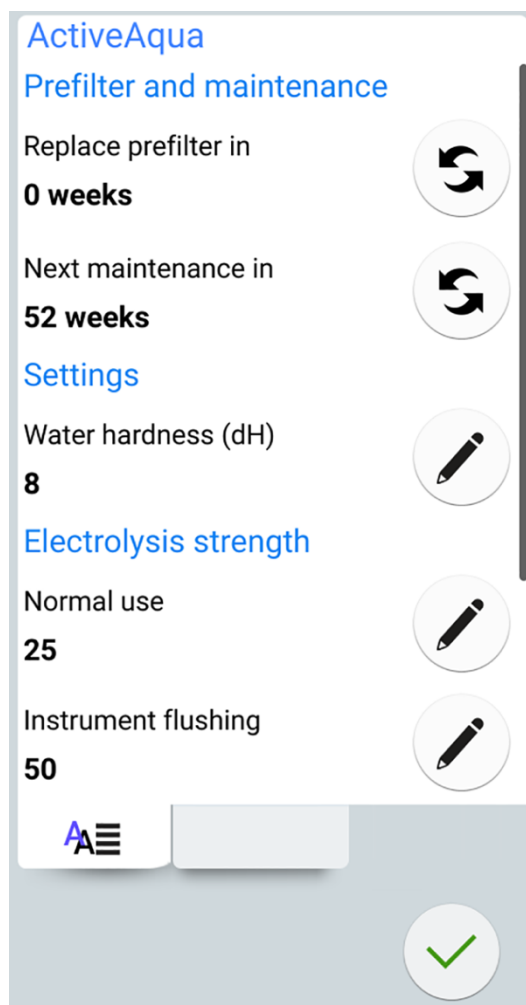 ActiveAqua
Prefilter and maintenance
Replace prefilter in
0 weeks
Next maintenance in
52 weeks
Settings
Water hardness (dH)
8
Electrolysis strength
Normal use
25
Instrument flushing
50